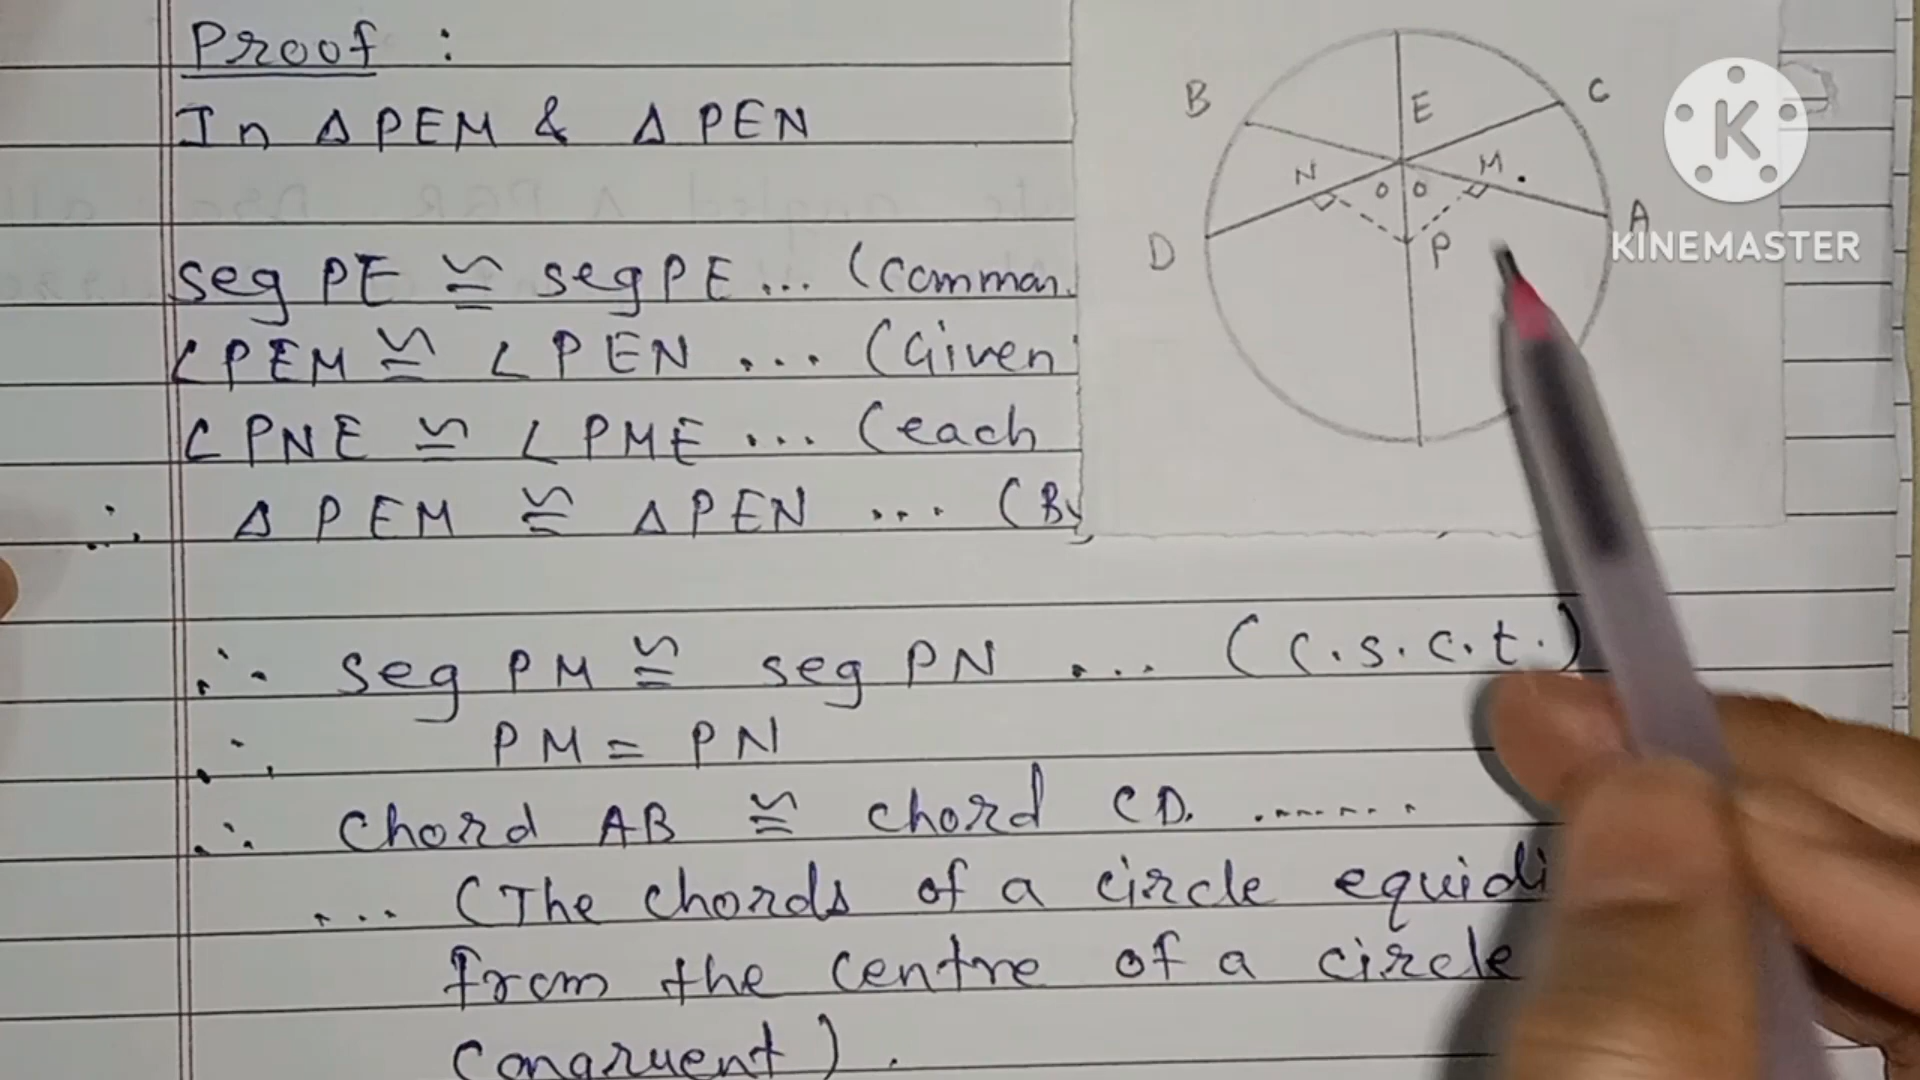 Proof :
In Δ PEM & Δ PEN
seg PE ≅ seg PE ... (Comman
∠PEM ≅ ∠PEN ... (Given
∠PNE ≅ ∠PME ... (each
∴ Δ PEM ≅ Δ PEN ... (By
∴ seg PM ≅ seg PN ... (c.s.c.t.)
∴ PM = PN
∴ Chord AB ≅ chord CD. .......
... (The chords of a circle equidi
from the centre of a circle
congruent).
B
E
C
N
M
D
P
A
K
KINEMASTER